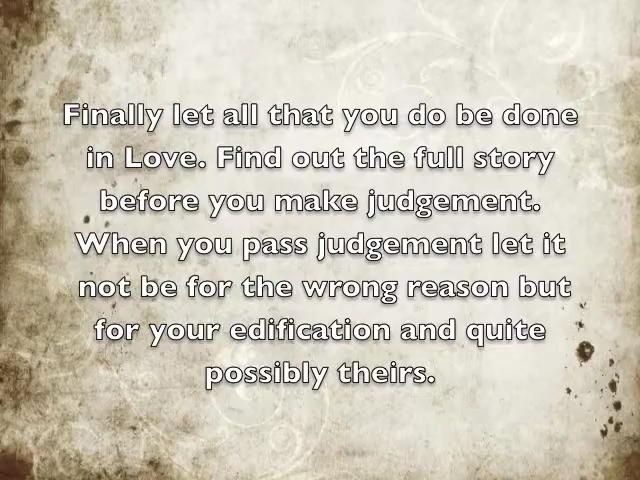 Finally let all that you do be done
in Love. Find out the full story
before you make judgement.
When you pass judgement let it
not be for the wrong reason but
for your edification and quite
possibly theirs.